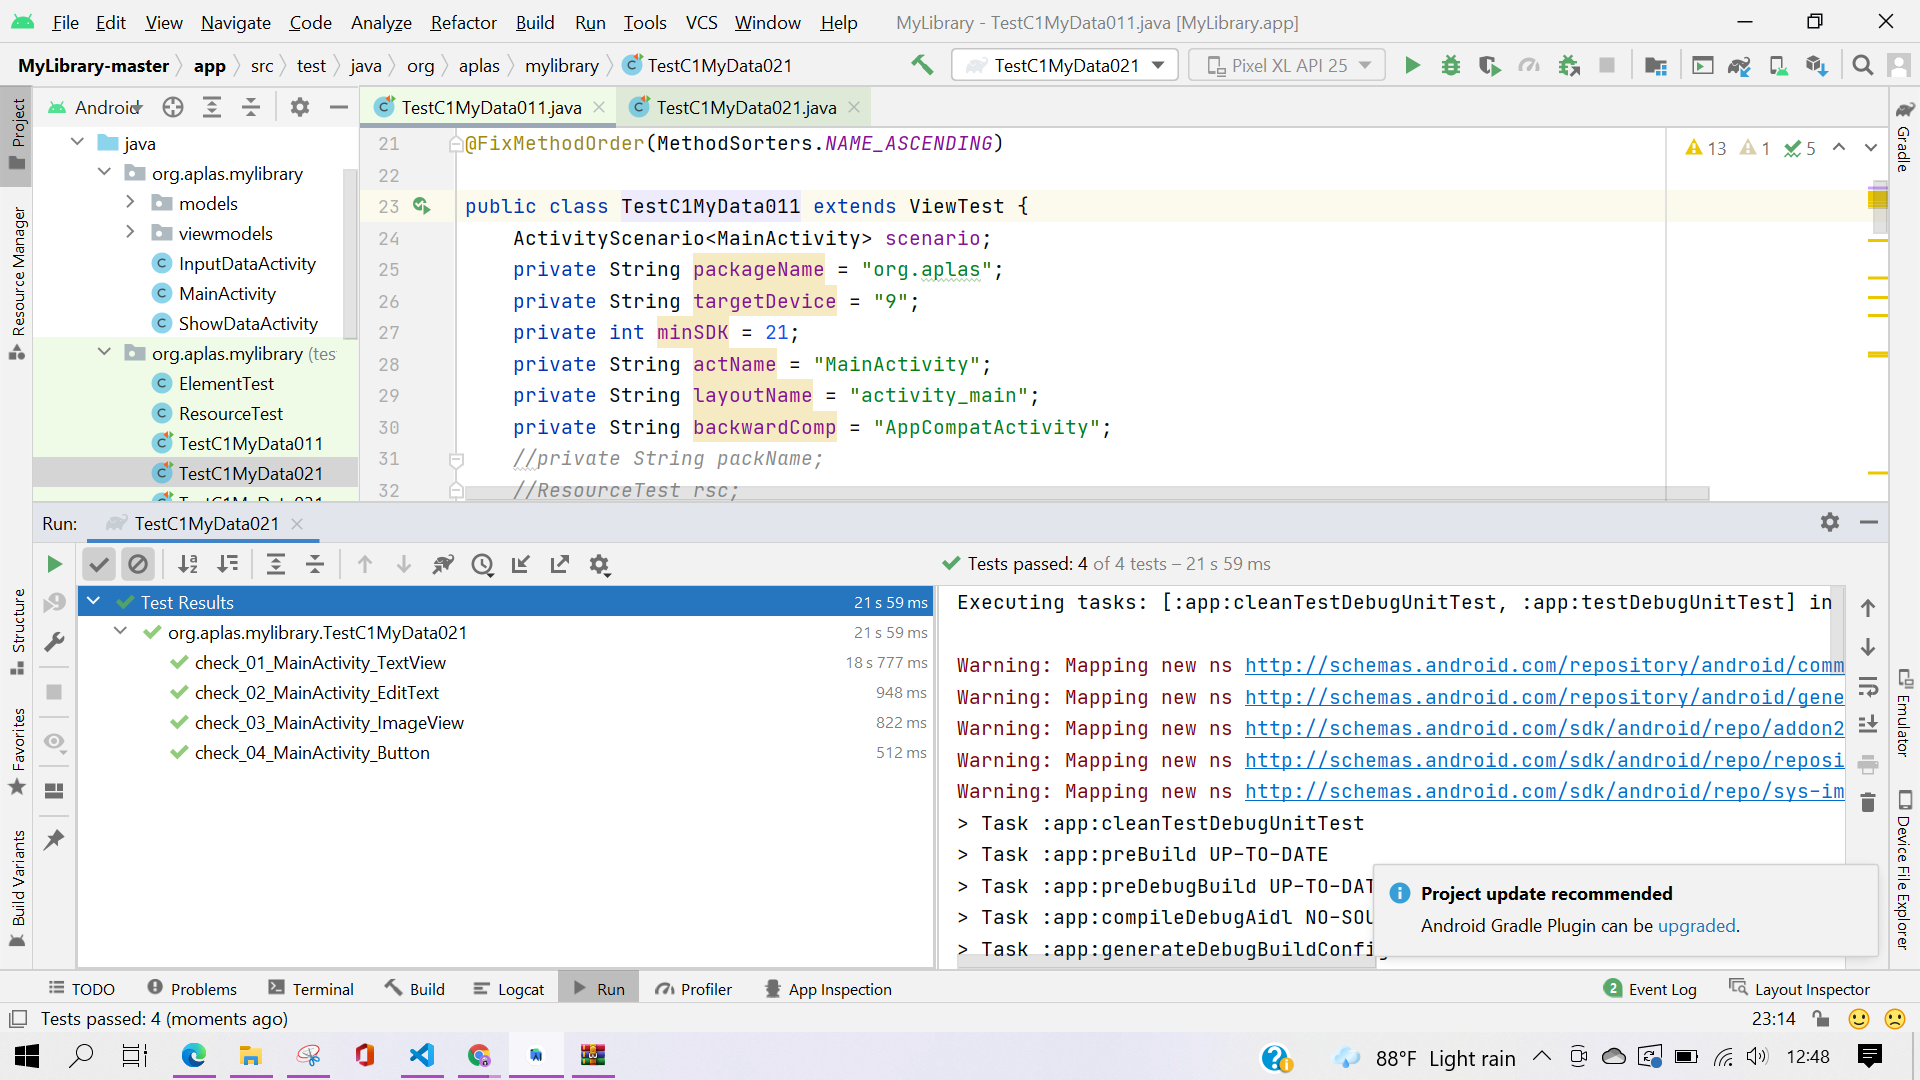 File Edit View Navigate Code Analyze Refactor Build Run Tools VCS Window Help MyLibrary - TestC1MyData011.java [MyLibrary.app]
MyLibrary-master app src test java org aplas mylibrary TestC1MyData021 TestC1MyData021 Pixel XL API 25
Project
Resource Manager
Structure
Favorites
Build Variants
Android
java
org.aplas.mylibrary
models
viewmodels
InputDataActivity
MainActivity
ShowDataActivity
org.aplas.mylibrary (tes
ElementTest
ResourceTest
TestC1MyData011
TestC1MyData021
TestC1MyData011.java TestC1MyData021.java
13 1 5
21 @FixMethodOrder(MethodSorters.NAME_ASCENDING)
22
23 public class TestC1MyData011 extends ViewTest {
24 ActivityScenario<MainActivity> scenario;
25 private String packageName = "org.aplas";
26 private String targetDevice = "9";
27 private int minSDK = 21;
28 private String actName = "MainActivity";
29 private String layoutName = "activity_main";
30 private String backwardComp = "AppCompatActivity";
31 //private String packName;
32 //ResourceTest rsc;
Gradle
Emulator
Device File Explorer
Run: TestC1MyData021
Tests passed: 4 of 4 tests – 21 s 59 ms
Test Results 21 s 59 ms
org.aplas.mylibrary.TestC1MyData021 21 s 59 ms
check_01_MainActivity_TextView 18 s 777 ms
check_02_MainActivity_EditText 948 ms
check_03_MainActivity_ImageView 822 ms
check_04_MainActivity_Button 512 ms
Executing tasks: [:app:cleanTestDebugUnitTest, :app:testDebugUnitTest] in
Warning: Mapping new ns http://schemas.android.com/repository/android/comm
Warning: Mapping new ns http://schemas.android.com/repository/android/gene
Warning: Mapping new ns http://schemas.android.com/sdk/android/repo/addon2
Warning: Mapping new ns http://schemas.android.com/sdk/android/repo/reposi
Warning: Mapping new ns http://schemas.android.com/sdk/android/repo/sys-im
> Task :app:cleanTestDebugUnitTest
> Task :app:preBuild UP-TO-DATE
> Task :app:preDebugBuild UP-TO-DAT
> Task :app:compileDebugAidl NO-SOU
> Task :app:generateDebugBuildConfig
Project update recommended
Android Gradle Plugin can be upgraded.
TODO Problems Terminal Build Logcat Run Profiler App Inspection 2 Event Log Layout Inspector
Tests passed: 4 (moments ago) 23:14
88°F Light rain 12:48